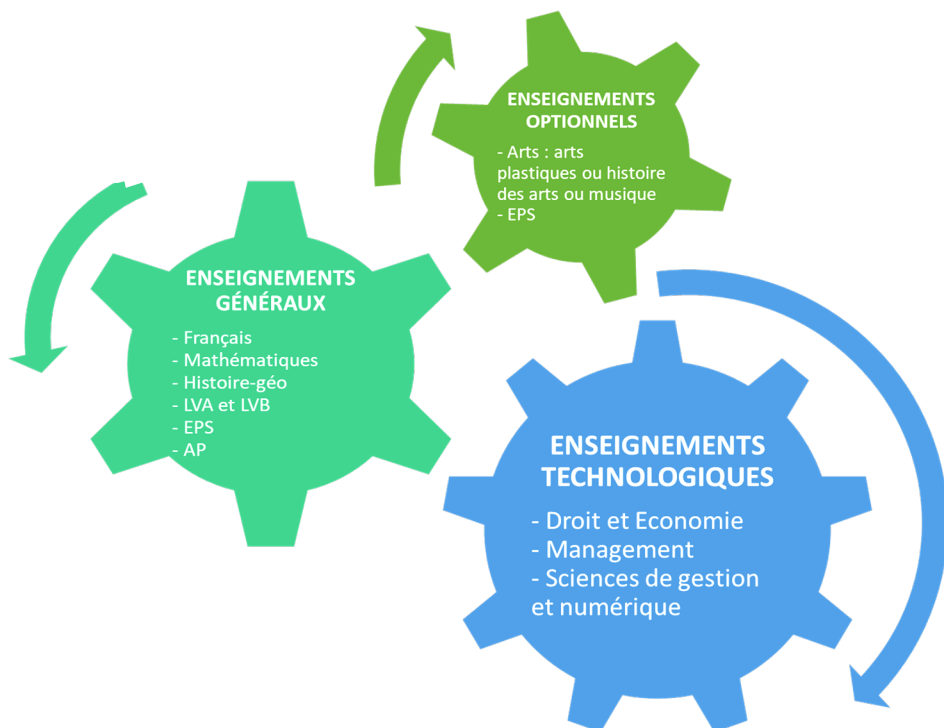 ENSEIGNEMENTS
OPTIONNELS
- Arts : arts
plastiques ou histoire
des arts ou musique
- EPS
ENSEIGNEMENTS
GÉNÉRAUX
- Français
- Mathématiques
- Histoire-géo
- LVA et LVB
- EPS
- AP
ENSEIGNEMENTS
TECHNOLOGIQUES
- Droit et Economie
- Management
- Sciences de gestion
et numérique